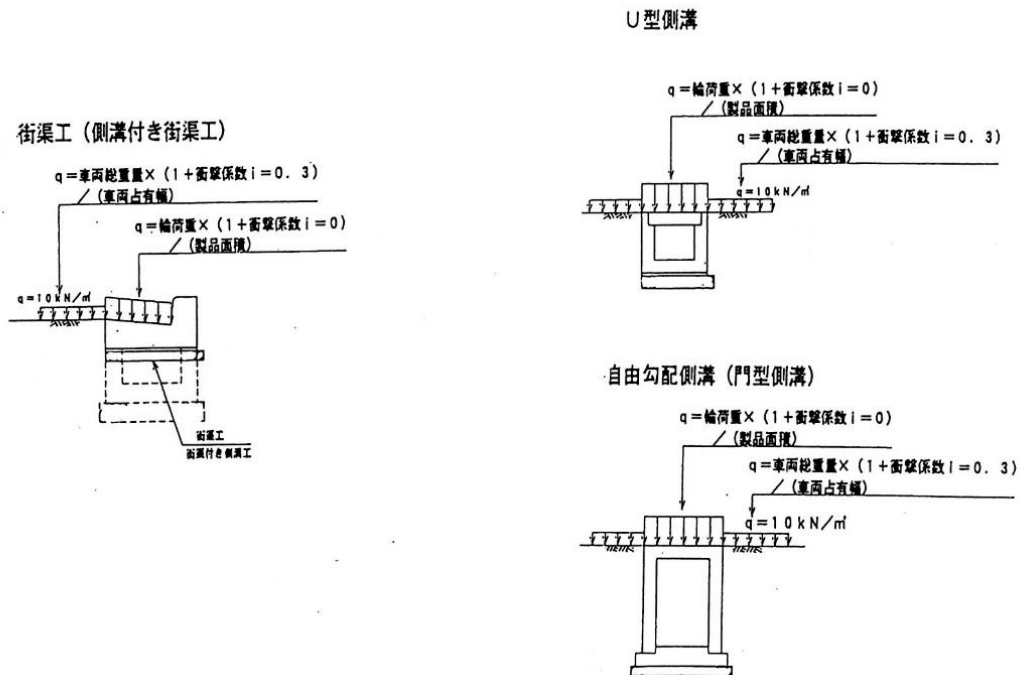 街渠工（側溝付き街渠工）
q＝車両総重量×（1＋衝撃係数ｉ＝0．3）
／（車両占有幅）
q＝輪荷重×（1＋衝撃係数ｉ＝0）
／（製品面積）
q＝10kN／㎡
街渠工
街渠付き側溝工
U型側溝
q＝輪荷重×（1＋衝撃係数ｉ＝0）
／（製品面積）
q＝車両総重量×（1＋衝撃係数ｉ＝0．3）
／（車両占有幅）
q＝10kN／㎡
自由勾配側溝（門型側溝）
q＝輪荷重×（1＋衝撃係数ｉ＝0）
／（製品面積）
q＝車両総重量×（1＋衝撃係数ｉ＝0．3）
／（車両占有幅）
q＝10kN／㎡